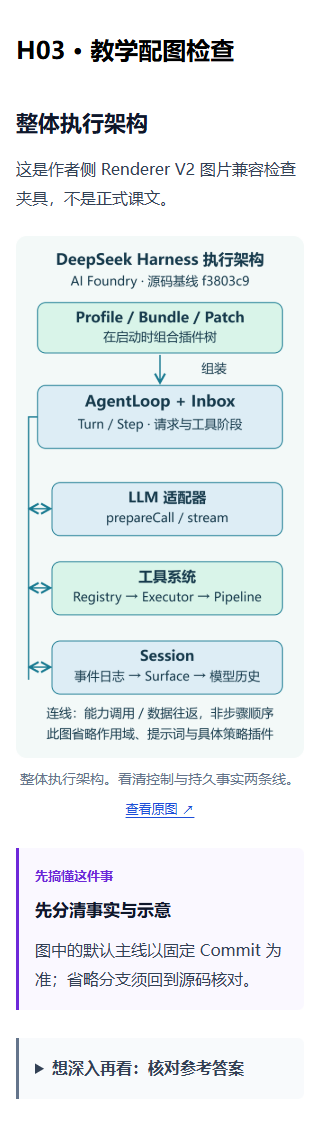 H03 · 教学配图检查
整体执行架构
这是作者侧 Renderer V2 图片兼容检查
夹具，不是正式课文。
DeepSeek Harness 执行架构
AI Foundry · 源码基线 f3803c9
Profile / Bundle / Patch
在启动时组合插件树
组装
AgentLoop + Inbox
Turn / Step · 请求与工具阶段
LLM 适配器
prepareCall / stream
工具系统
Registry → Executor → Pipeline
Session
事件日志 → Surface → 模型历史
连线：能力调用 / 数据往返，非步骤顺序
此图省略作用域、提示词与具体策略插件
整体执行架构。看清控制与持久事实两条线。
查看原图 ↗
先搞懂这件事
先分清事实与示意
图中的默认主线以固定 Commit 为
准；省略分支须回到源码核对。
▶ 想深入再看：核对参考答案